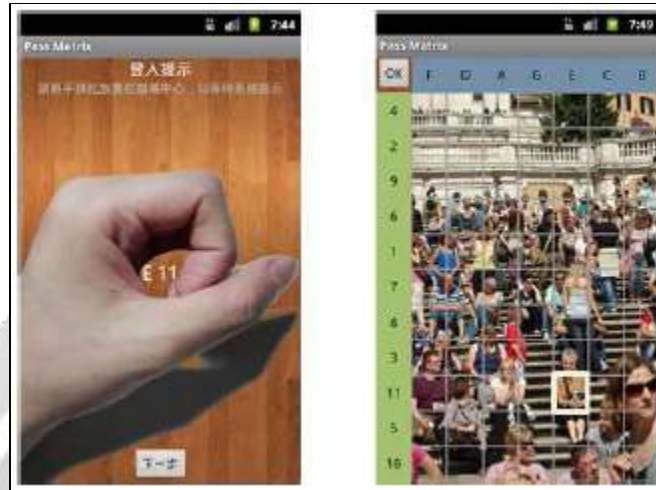 7:44
Pass Matrix
登入提示
E 11
下一步
7:49
Pass Matrix
OK F D A G E C B
4
2
9
6
1
7
8
3
11
5
10